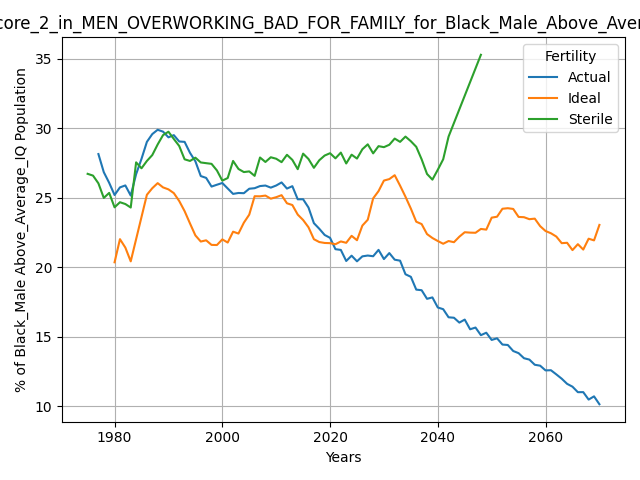 core_2_in_MEN_OVERWORKING_BAD_FOR_FAMILY_for_Black_Male_Above_Aver
Fertility
Actual
Ideal
Sterile
% of Black_Male Above_Average_IQ Population
35
30
25
20
15
10
1980
2000
2020
2040
2060
Years